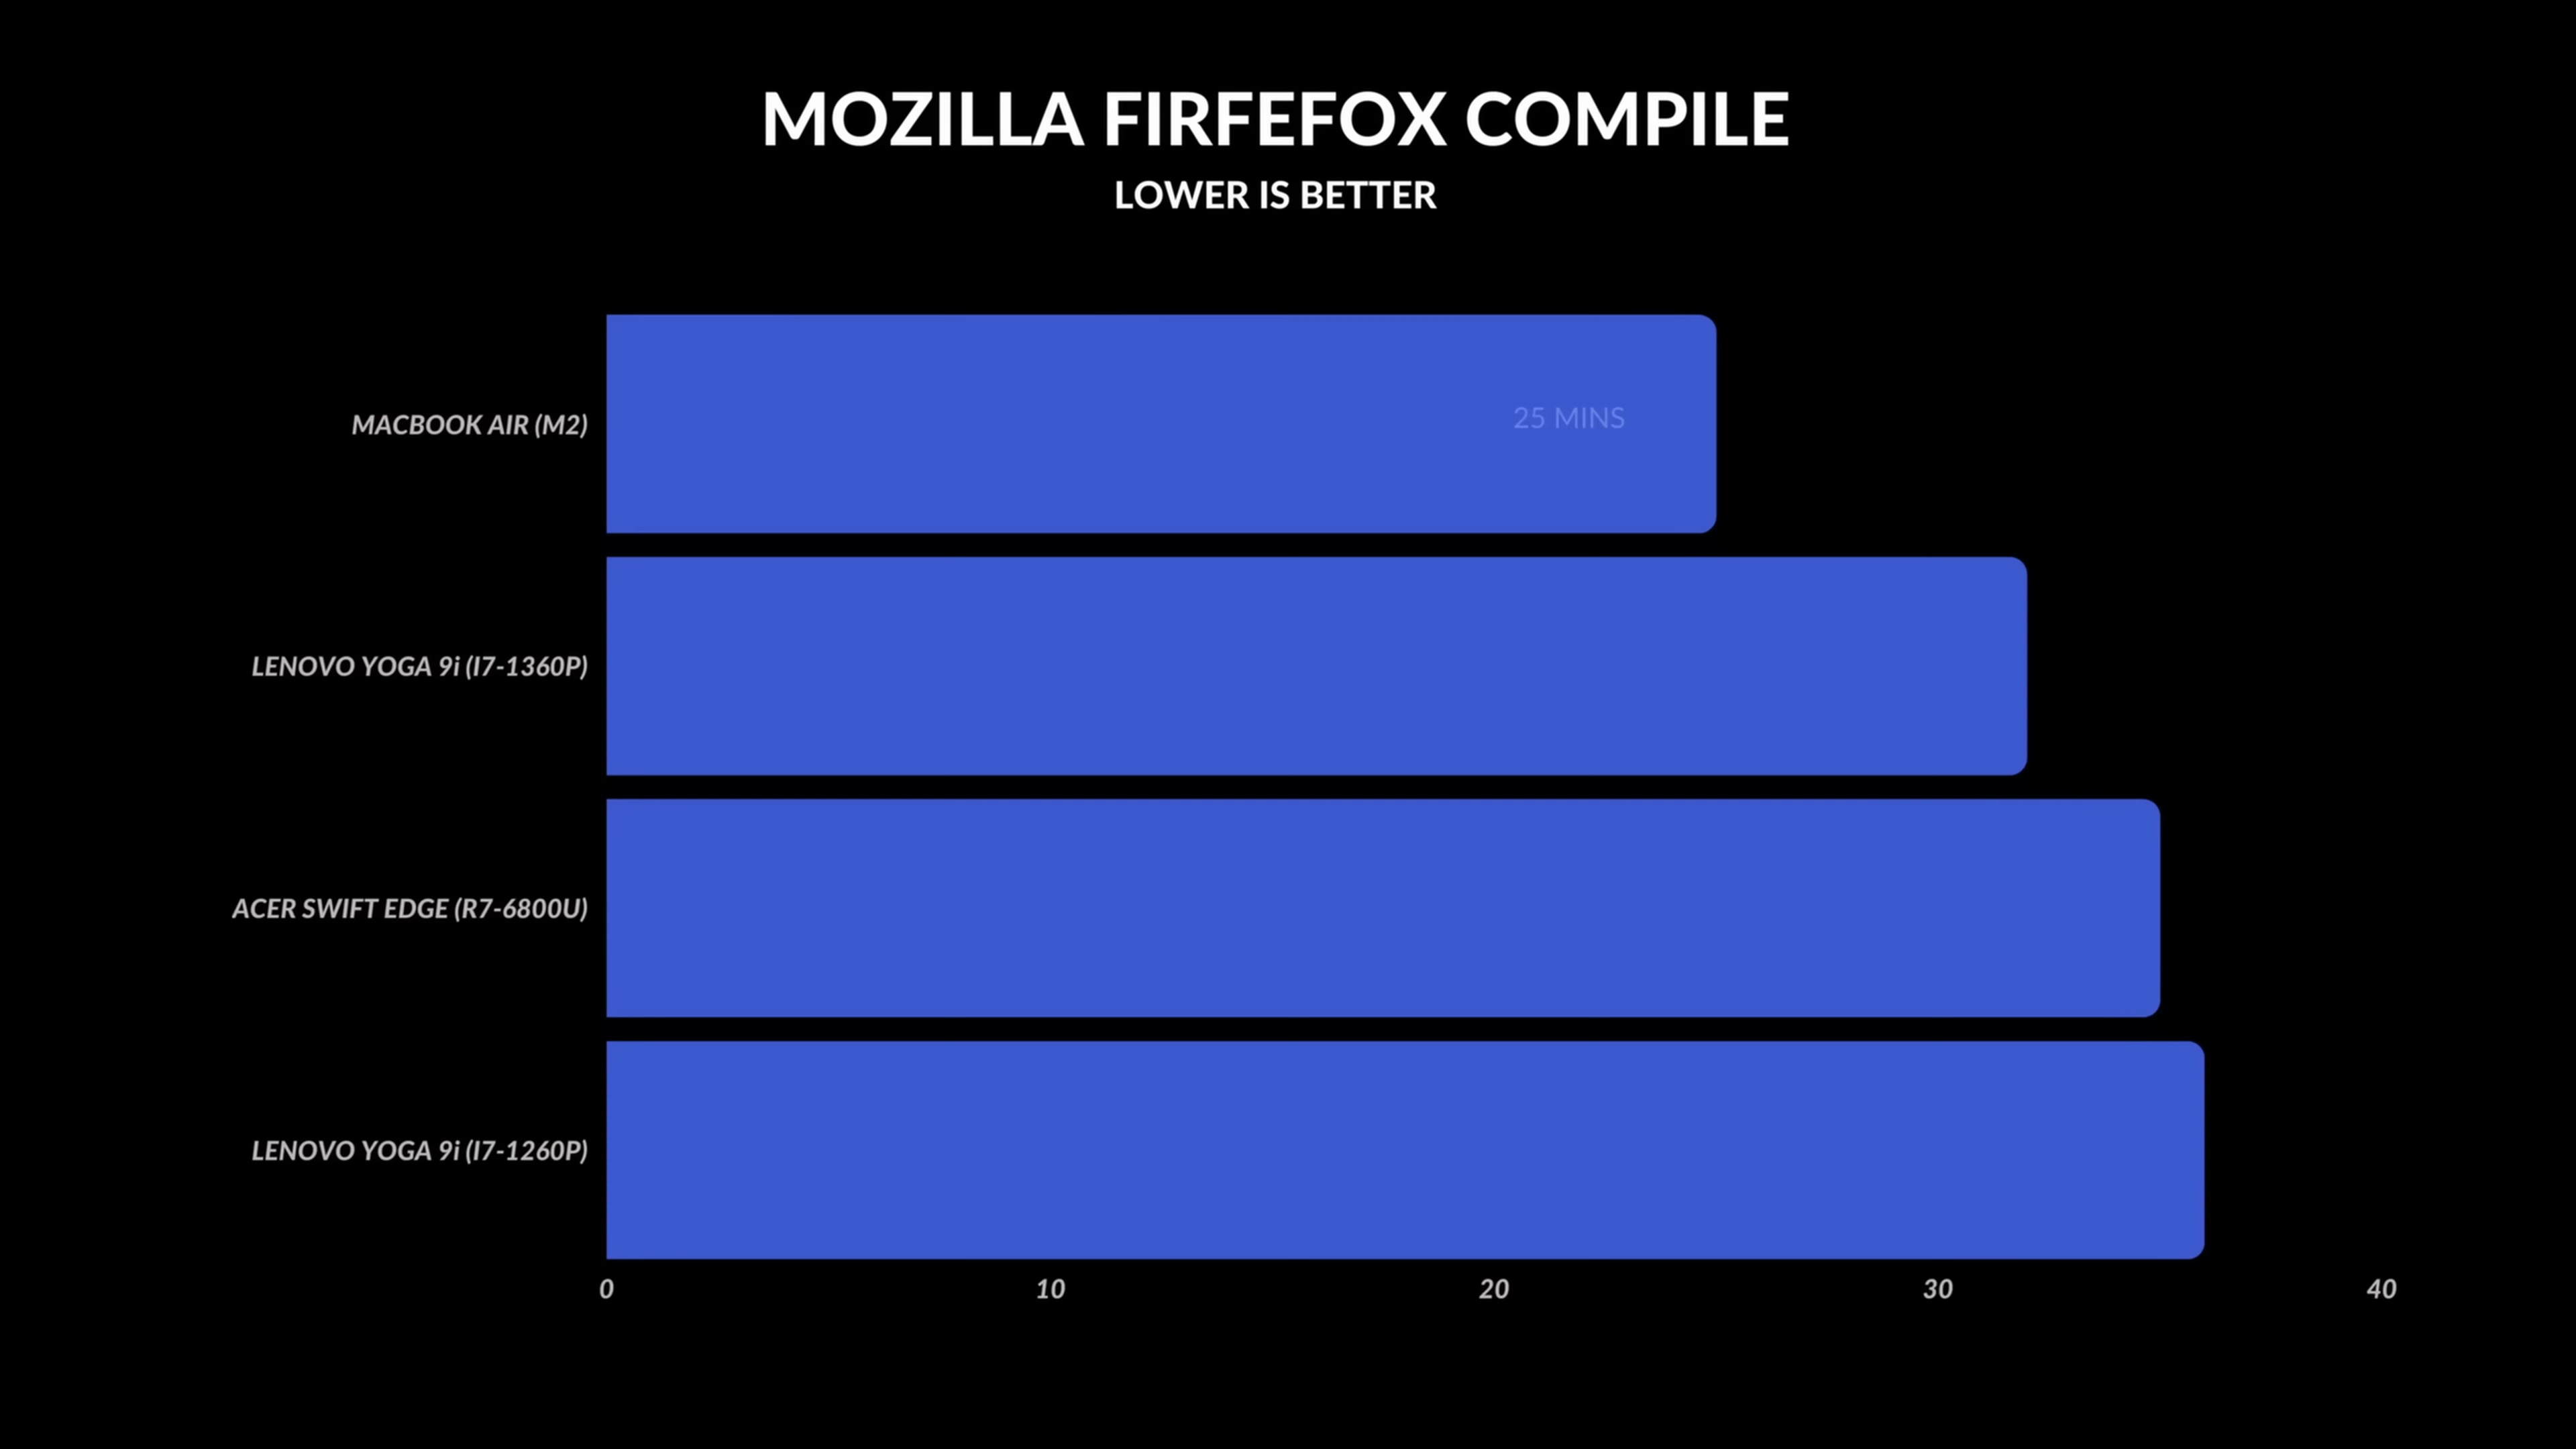 MOZILLA FIRFEFOX COMPILE
LOWER IS BETTER
MACBOOK AIR (M2)
25 MINS
LENOVO YOGA 9i (I7-1360P)
ACER SWIFT EDGE (R7-6800U)
LENOVO YOGA 9i (I7-1260P)
0 10 20 30 40